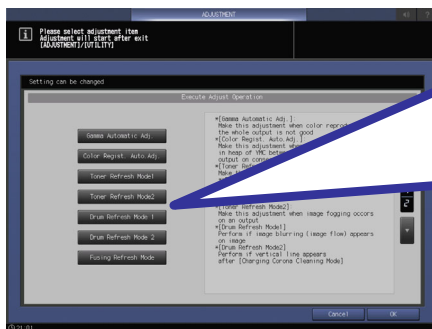 ADJUSTMENT
Please select adjustment item
Adjustment will start after exit
[ADJUSTMENT]/[UTILITY]
Setting can be changed
Execute Adjust Operation
Gamma Automatic Adj.
Color Regist. Auto.Adj.
Toner Refresh Mode1
Toner Refresh Mode2
Drum Refresh Mode 1
Drum Refresh Mode 2
Fusing Refresh Mode
*[Gamma Automatic Adj.]
Make this adjustment when color
the whole output is not good
*[Color Regist. Auto.Adj.]
Make this adjustment
in heap of YMC
output on
*[Toner
*[Toner Refresh Mode2]
Make this adjustment when image fogging occurs
on an output
*[Drum Refresh Mode1]
Perform if image blurring (image flow) appears
on image
*[Drum Refresh Mode2]
Perform if vertical line appears
after [Charging Corona Cleaning Mode]
2
Cancel
OK
21:01